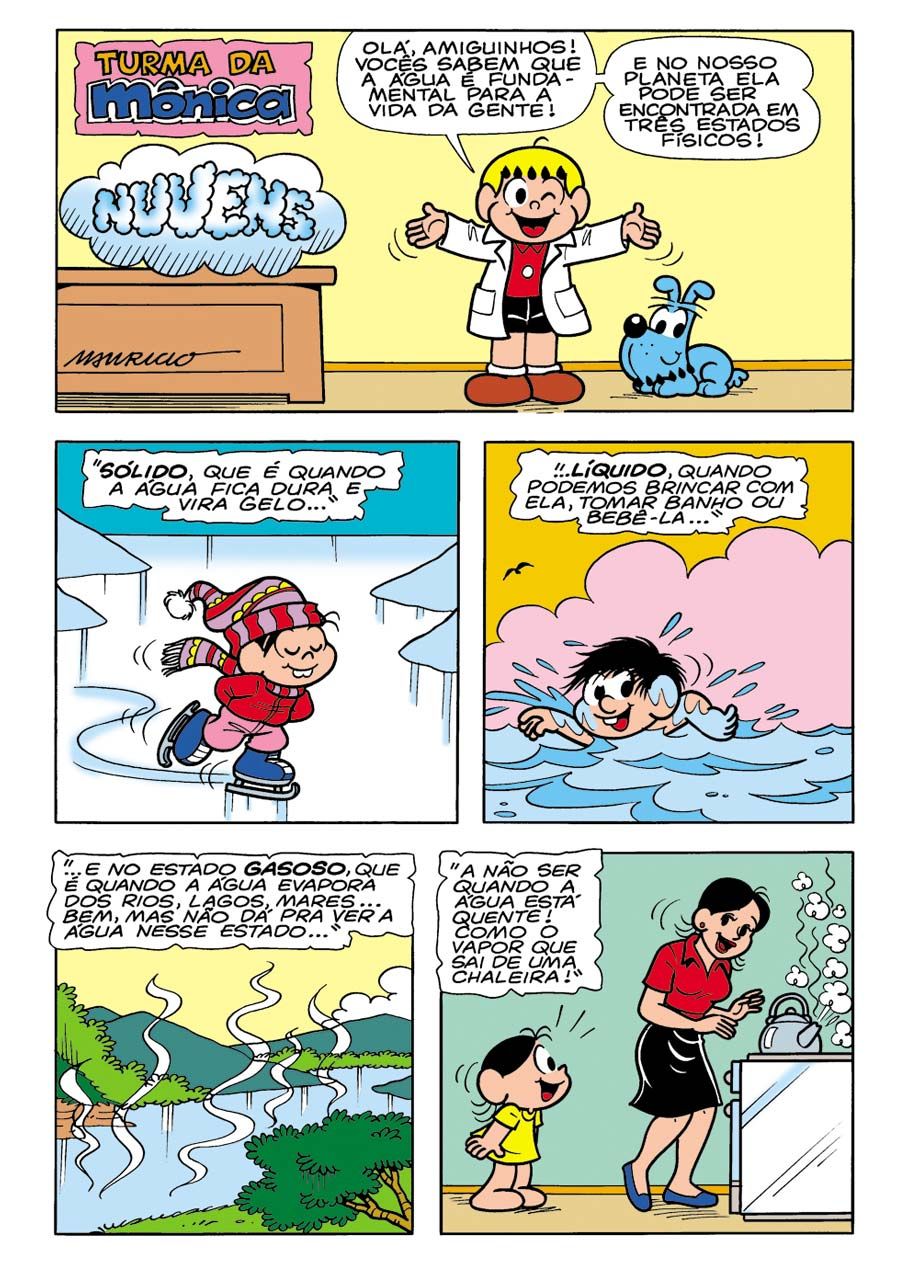 TURMA DA
MÔNICA
NUVENS
MAURICIO
OLÁ, AMIGUINHOS!
VOCÊS SABEM QUE
A ÁGUA É FUNDA-
MENTAL PARA A
VIDA DA GENTE!
E NO NOSSO
PLANETA ELA
PODE SER
ENCONTRADA EM
TRÊS ESTADOS
FÍSICOS!
"SÓLIDO, QUE É QUANDO
A ÁGUA FICA DURA E
VIRA GELO..."
"...LÍQUIDO, QUANDO
PODEMOS BRINCAR COM
ELA, TOMAR BANHO OU
BEBÊ-LA..."
"...E NO ESTADO GASOSO, QUE
É QUANDO A ÁGUA EVAPORA
DOS RIOS, LAGOS, MARES...
BEM, MAS NÃO DÁ PRA VER A
ÁGUA NESSE ESTADO..."
"A NÃO SER
QUANDO A
ÁGUA ESTÁ
QUENTE!
COMO O
VAPOR QUE
SAI DE UMA
CHALEIRA!"